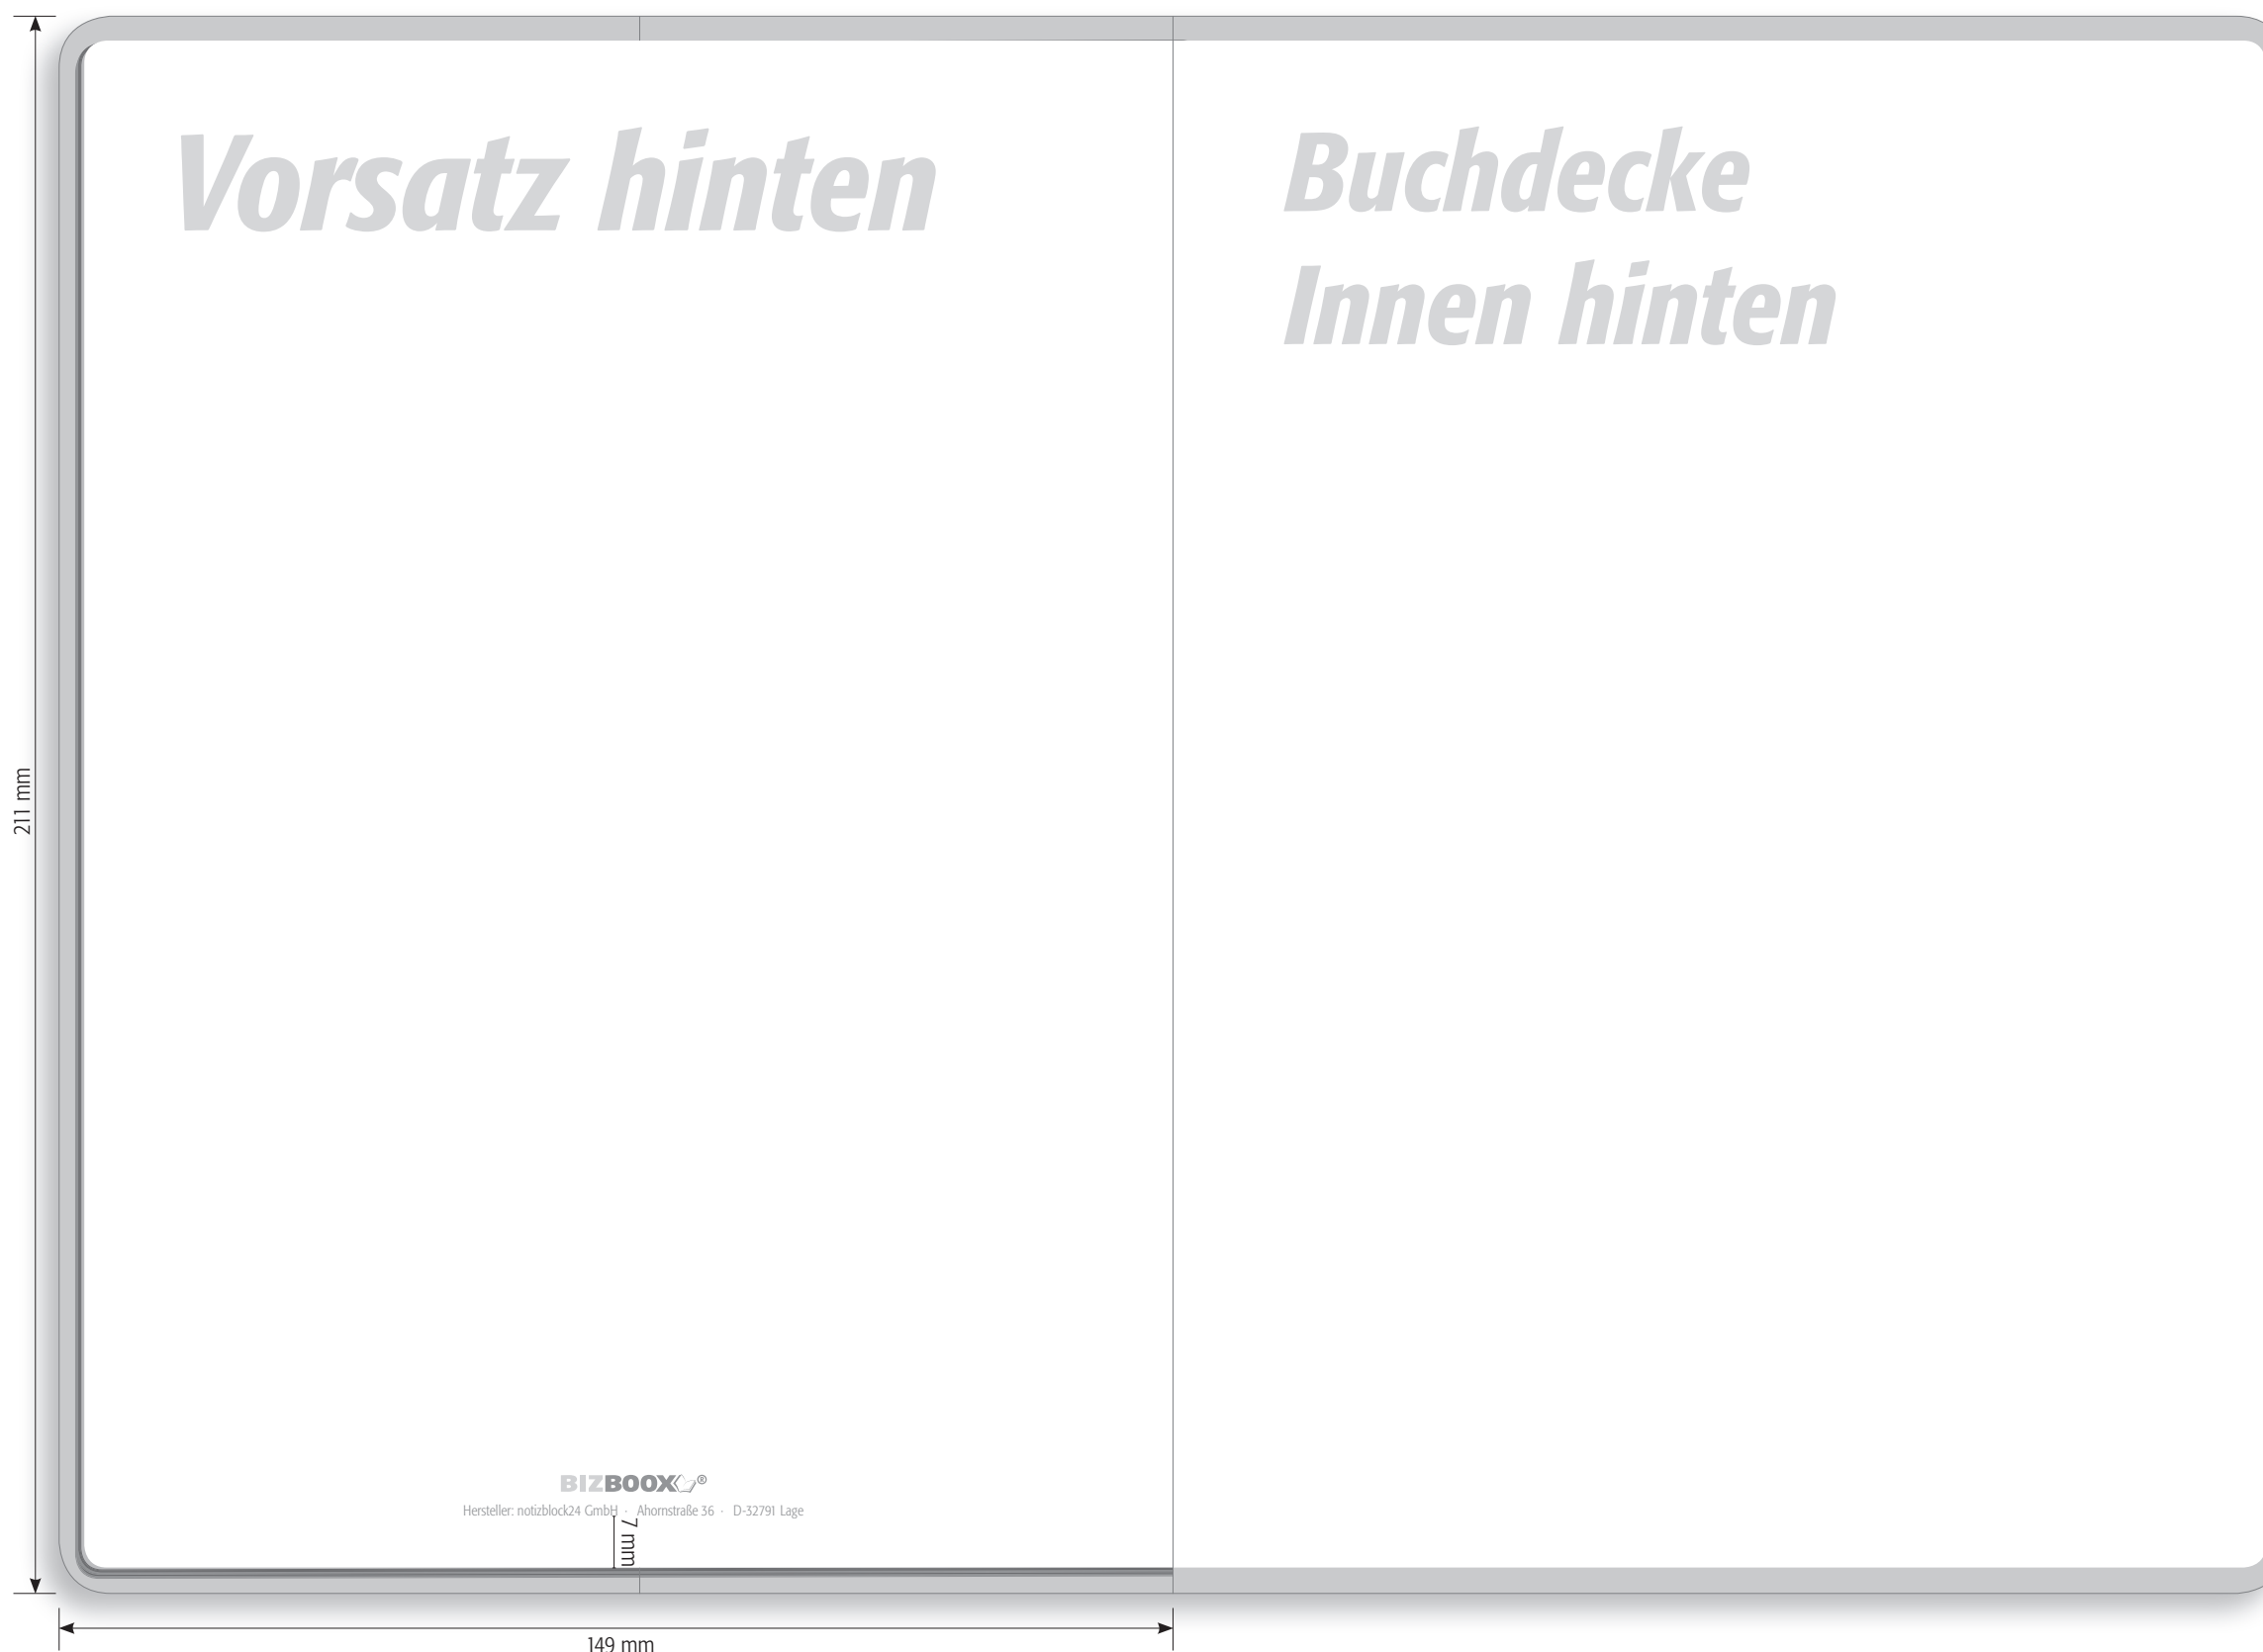 Vorsatz hinten
Buchdecke
Innen hinten
211 mm
BIZBOOX®
Hersteller: notizblock24 GmbH · Ahornstraße 36 · D-32791 Lage
7 mm
149 mm